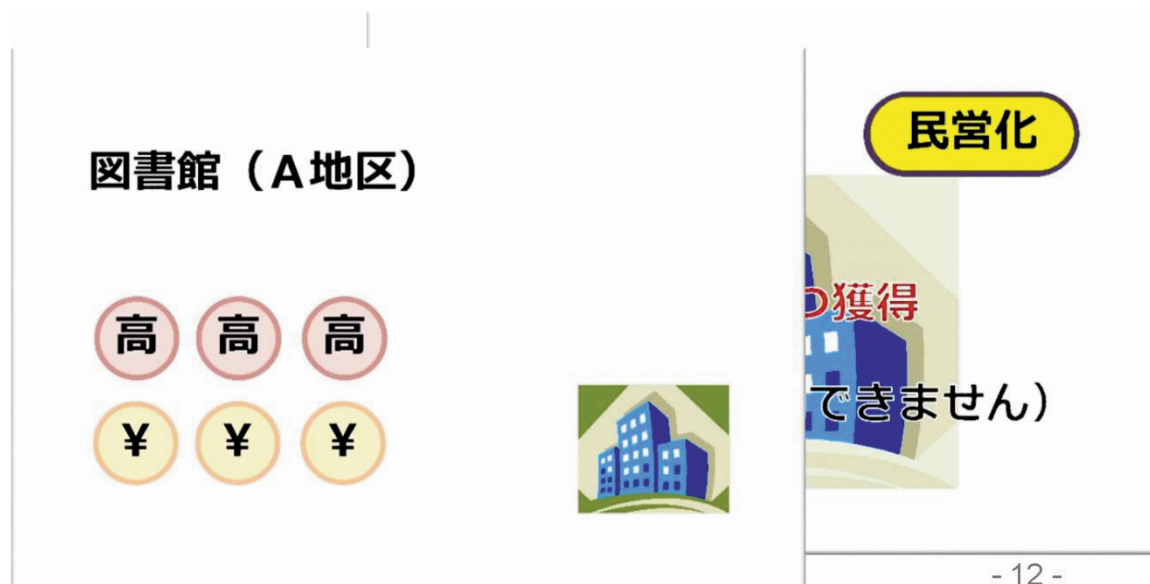 図書館（A地区）
高 高 高
¥ ¥ ¥
民営化
獲得
できません）
- 12 -